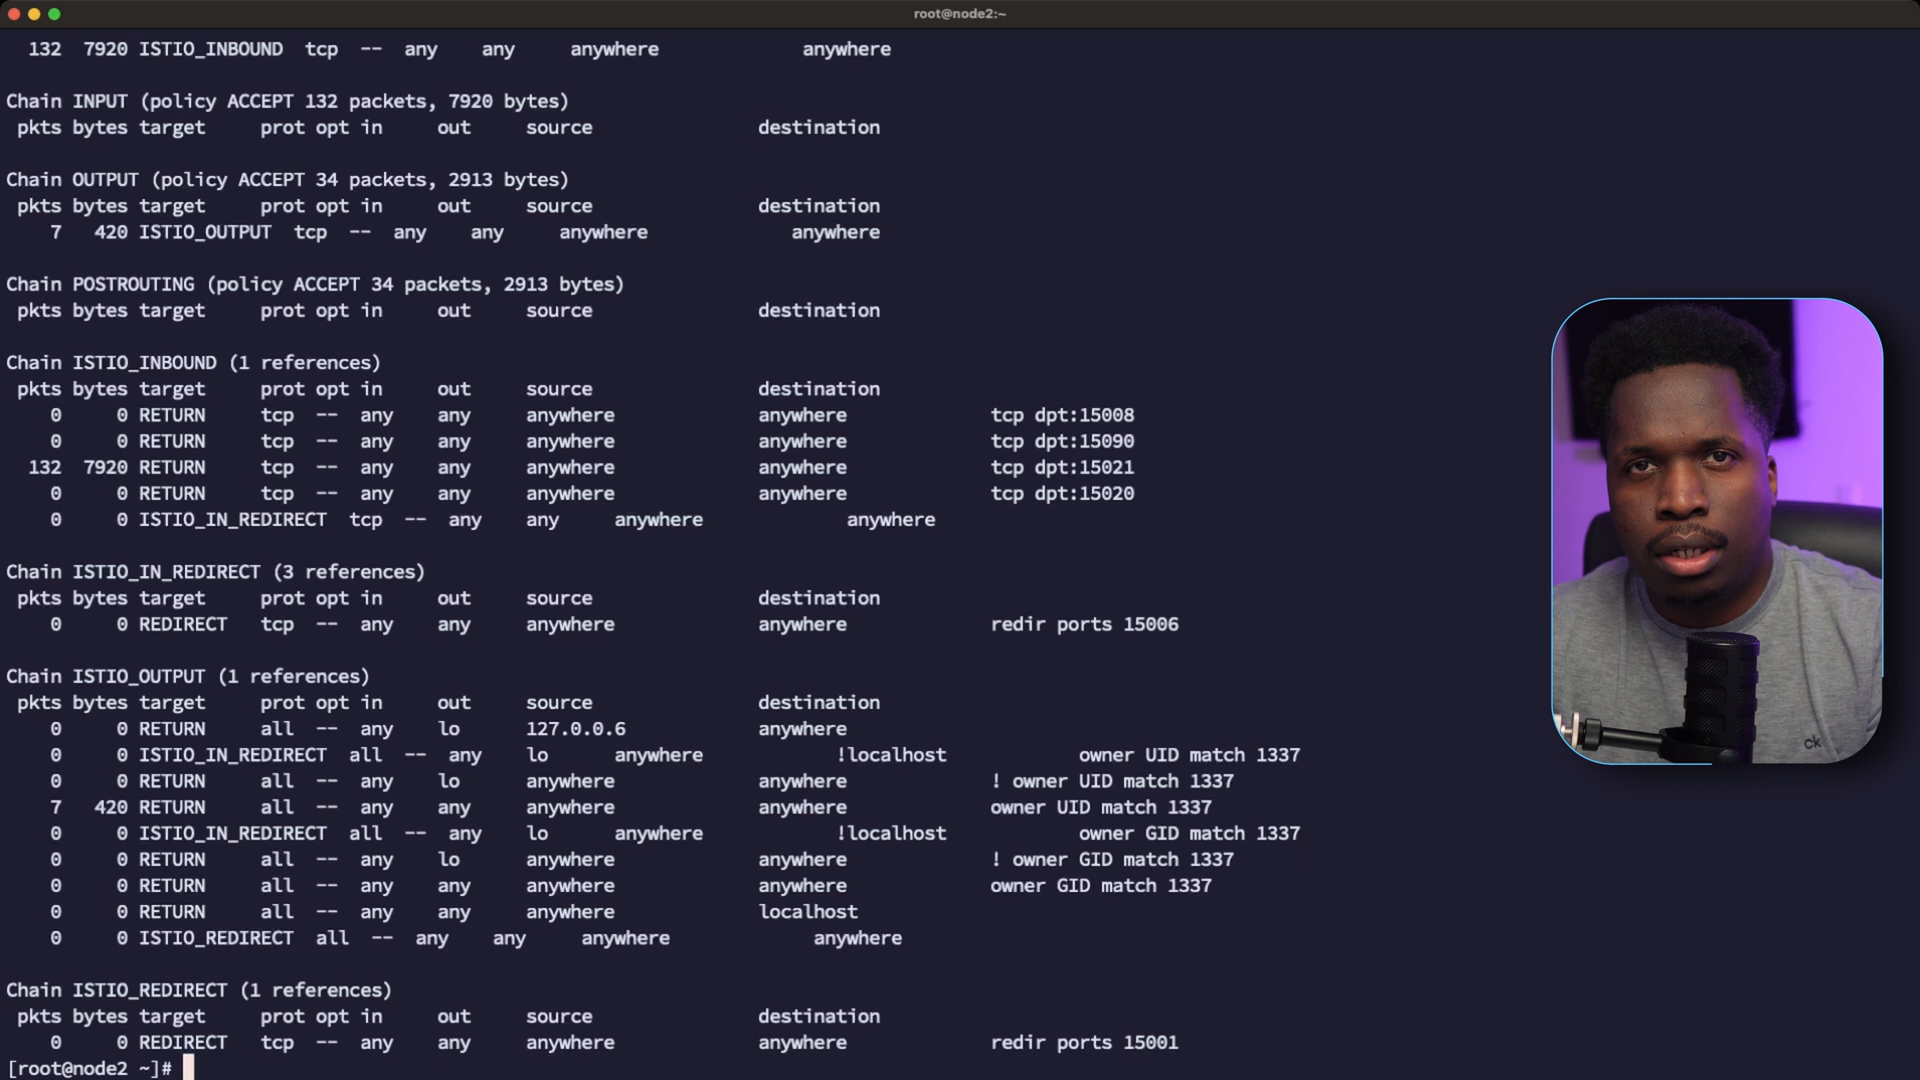 root@node2:~
132 7920 ISTIO_INBOUND tcp -- any any anywhere anywhere
Chain INPUT (policy ACCEPT 132 packets, 7920 bytes)
pkts bytes target prot opt in out source destination
Chain OUTPUT (policy ACCEPT 34 packets, 2913 bytes)
pkts bytes target prot opt in out source destination
7 420 ISTIO_OUTPUT tcp -- any any anywhere anywhere
Chain POSTROUTING (policy ACCEPT 34 packets, 2913 bytes)
pkts bytes target prot opt in out source destination
Chain ISTIO_INBOUND (1 references)
pkts bytes target prot opt in out source destination
0 0 RETURN tcp -- any any anywhere anywhere tcp dpt:15008
0 0 RETURN tcp -- any any anywhere anywhere tcp dpt:15090
132 7920 RETURN tcp -- any any anywhere anywhere tcp dpt:15021
0 0 RETURN tcp -- any any anywhere anywhere tcp dpt:15020
0 0 ISTIO_IN_REDIRECT tcp -- any any anywhere anywhere
Chain ISTIO_IN_REDIRECT (3 references)
pkts bytes target prot opt in out source destination
0 0 REDIRECT tcp -- any any anywhere anywhere redir ports 15006
Chain ISTIO_OUTPUT (1 references)
pkts bytes target prot opt in out source destination
0 0 RETURN all -- any lo 127.0.0.6 anywhere
0 0 ISTIO_IN_REDIRECT all -- any lo anywhere !localhost owner UID match 1337
0 0 RETURN all -- any lo anywhere anywhere ! owner UID match 1337
7 420 RETURN all -- any any anywhere anywhere owner UID match 1337
0 0 ISTIO_IN_REDIRECT all -- any lo anywhere !localhost owner GID match 1337
0 0 RETURN all -- any lo anywhere anywhere ! owner GID match 1337
0 0 RETURN all -- any any anywhere anywhere owner GID match 1337
0 0 RETURN all -- any any anywhere localhost
0 0 ISTIO_REDIRECT all -- any any anywhere anywhere
Chain ISTIO_REDIRECT (1 references)
pkts bytes target prot opt in out source destination
0 0 REDIRECT tcp -- any any anywhere anywhere redir ports 15001
[root@node2 ~]#
ck